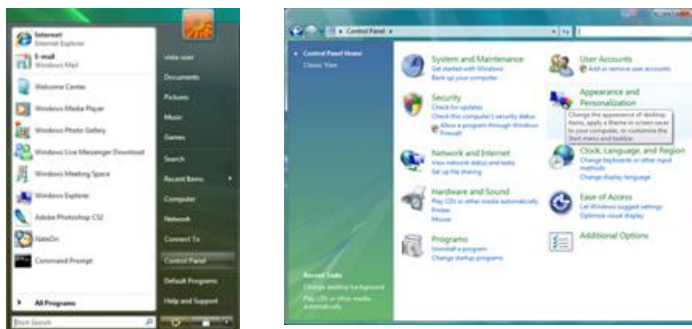 Internet
Internet Explorer
E-mail
Windows Mail
Welcome Center
Windows Media Player
Windows Photo Gallery
Windows Live Messenger Download
Windows Meeting Space
Windows Explorer
Adobe Photoshop CS2
NateOn
Command Prompt
All Programs
Start Search
vista user
Documents
Pictures
Music
Games
Search
Recent Items
Computer
Network
Connect To
Control Panel
Default Programs
Help and Support
Control Panel
Control Panel Home
Classic View
Recent Tasks
Change desktop background
Play CDs or other media
automatically
System and Maintenance
Get started with Windows
Back up your computer
Security
Check for updates
Check this computer's security status
Allow a program through Windows
Firewall
Network and Internet
View network status and tasks
Set up file sharing
Hardware and Sound
Play CDs or other media automatically
Printer
Mouse
Programs
Uninstall a program
Change startup programs
User Accounts
Add or remove user accounts
Appearance and
Personalization
Change the appearance of desktop
items, apply a theme or screen saver
to your computer, or customize the
Start menu and taskbar.
Clock, Language, and Region
Change keyboards or other input
methods
Change display language
Ease of Access
Let Windows suggest settings
Optimize visual display
Additional Options